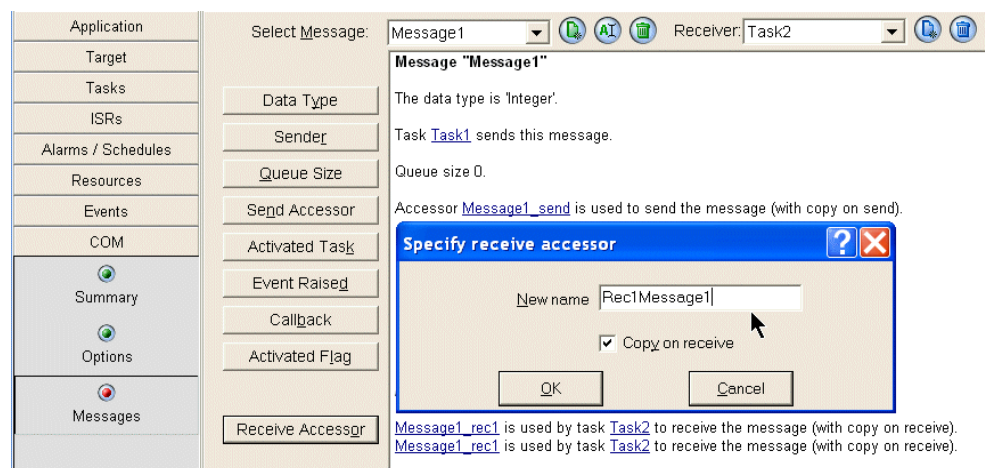 Application
Target
Tasks
ISRs
Alarms / Schedules
Resources
Events
COM
Summary
Options
Messages
Select Message:
Message1
Receiver:
Task2
Data Type
Sender
Queue Size
Send Accessor
Activated Task
Event Raised
Callback
Activated Flag
Receive Accessor
Message "Message1"
The data type is 'Integer'.
Task Task1 sends this message.
Queue size 0.
Accessor Message1_send is used to send the message (with copy on send).
Specify receive accessor
New name
Rec1Message1
Copy on receive
OK
Cancel
Message1_rec1 is used by task Task2 to receive the message (with copy on receive).
Message1_rec1 is used by task Task2 to receive the message (with copy on receive).